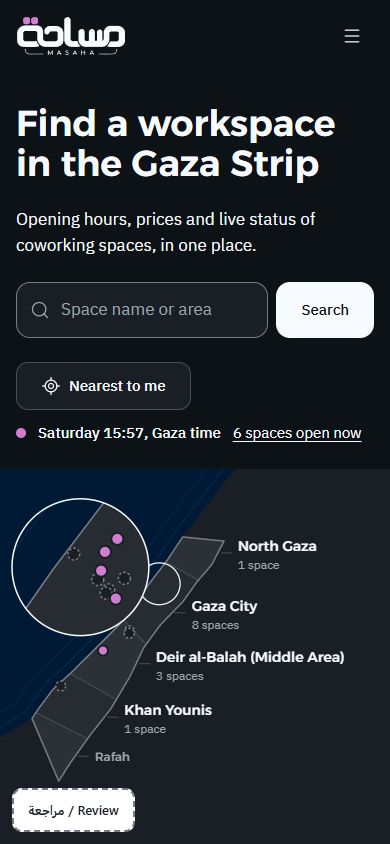 مساحة
MASAHA
Find a workspace
in the Gaza Strip
Opening hours, prices and live status of
coworking spaces, in one place.
Space name or area
Search
Nearest to me
Saturday 15:57, Gaza time 6 spaces open now
North Gaza
1 space
Gaza City
8 spaces
Deir al-Balah (Middle Area)
3 spaces
Khan Younis
1 space
Rafah
مراجعة / Review